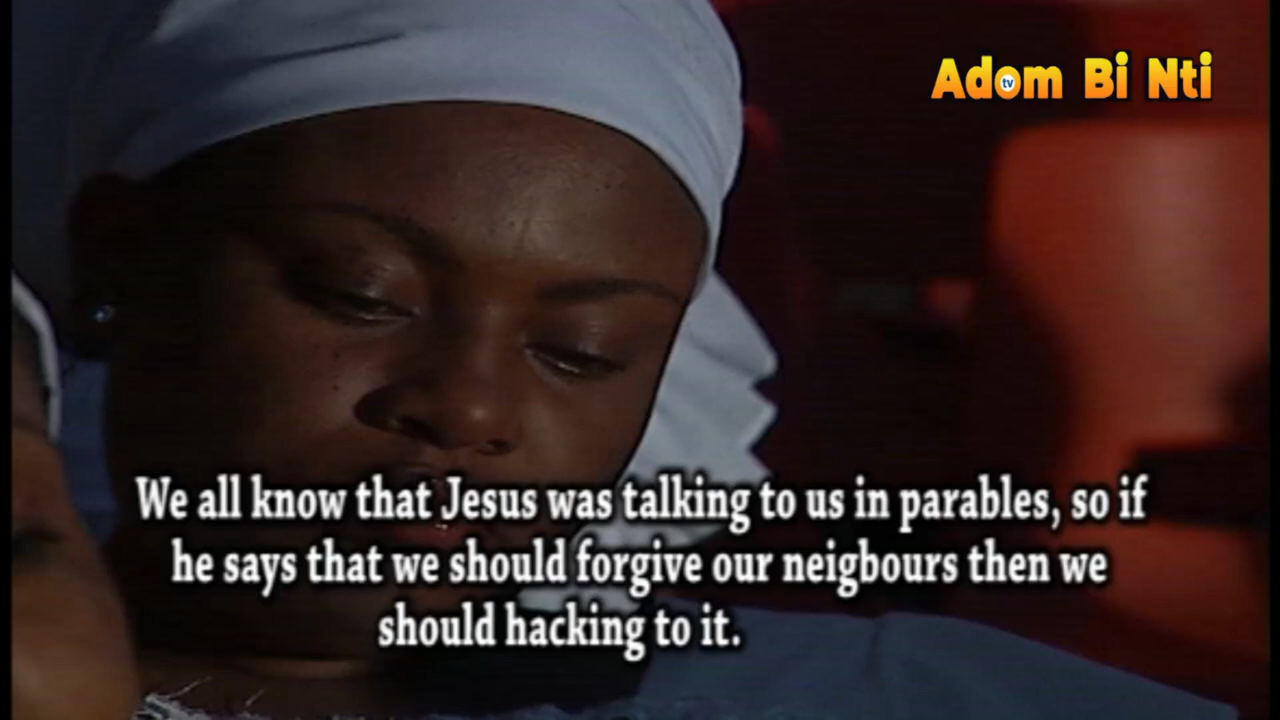 Adom Bi Nti
tv
We all know that Jesus was talking to us in parables, so if
he says that we should forgive our neigbours then we
should hacking to it.